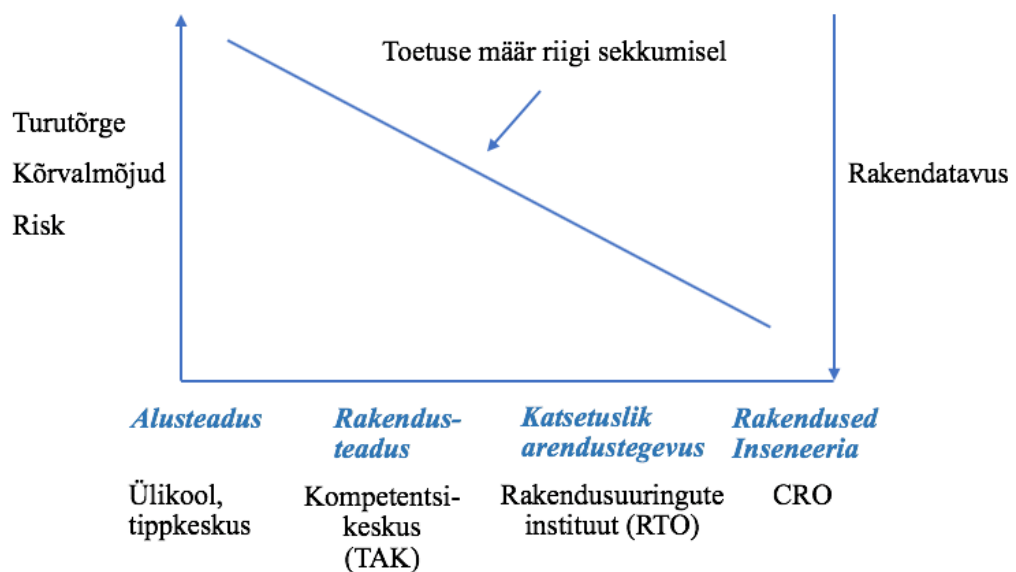 Toetuse määr riigi sekkumisel
Turutõrge
Kõrvalmõjud
Risk
Rakendatavus
Alusteadus
Rakendus-
teadus
Katsetuslik
arendustegevus
Rakendused
Inseneeria
Ülikool,
tippkeskus
Kompetentsi-
keskus
(TAK)
Rakendusuuringute
instituut (RTO)
CRO